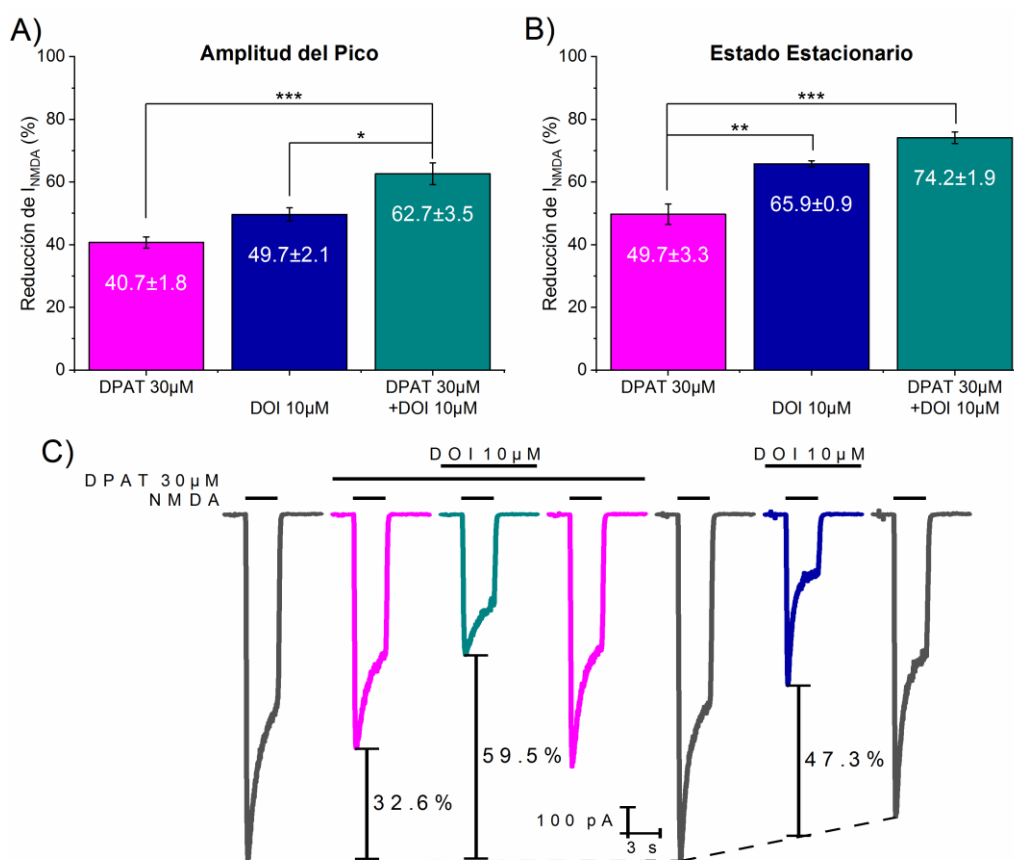 A)
Amplitud del Pico
Reducción de I_NMDA (%)
100
80
60
40
20
0
***
*
40.7±1.8
49.7±2.1
62.7±3.5
DPAT 30µM
DOI 10µM
DPAT 30µM
+DOI 10µM
B)
Estado Estacionario
Reducción de I_NMDA (%)
100
80
60
40
20
0
***
**
49.7±3.3
65.9±0.9
74.2±1.9
DPAT 30µM
DOI 10µM
DPAT 30µM
+DOI 10µM
C)
DOI 10µM
DOI 10µM
DPAT 30µM
NMDA
32.6%
59.5%
47.3%
100 pA
3 s